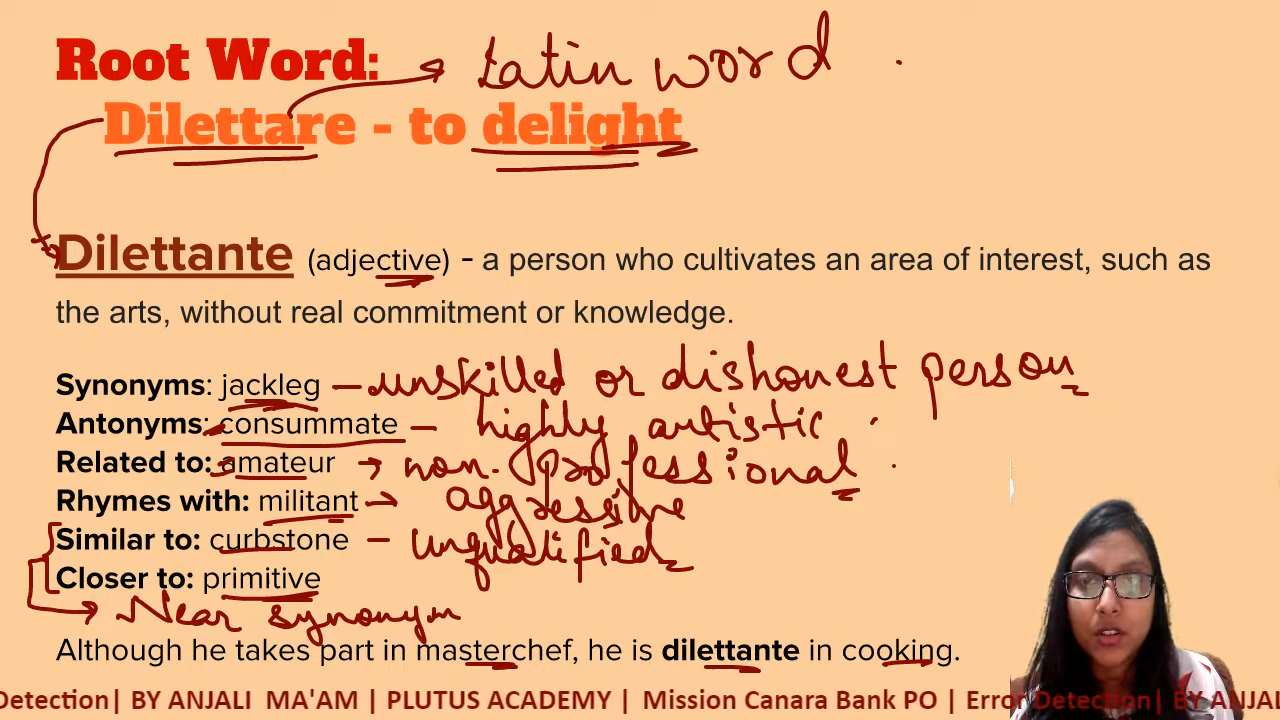 Root Word: Latin word
Dilettare - to delight
Dilettante (adjective) - a person who cultivates an area of interest, such as
the arts, without real commitment or knowledge.
Synonyms: jackleg — unskilled or dishonest person
Antonyms: consummate — highly artistic
Related to: amateur → non-professional
Rhymes with: militant → aggressive
Similar to: curbstone — unqualified
Closer to: primitive
→ Near synonym
Although he takes part in masterchef, he is dilettante in cooking.
Detection| BY ANJALI MA'AM | PLUTUS ACADEMY | Mission Canara Bank PO | Error Detection| BY ANJAL